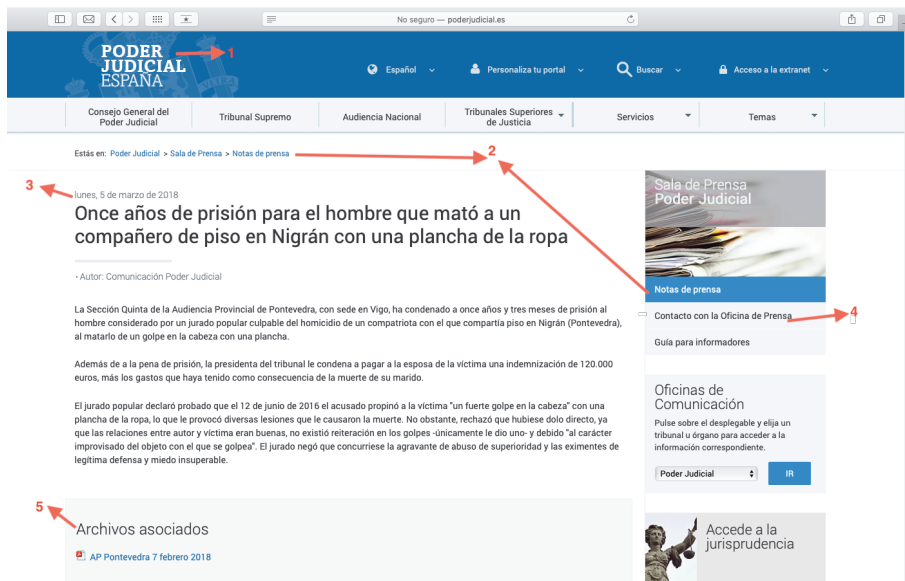 No seguro — poderjudicial.es
PODER
JUDICIAL
ESPAÑA
1
Español
Personaliza tu portal
Buscar
Acceso a la extranet
Consejo General del
Poder Judicial
Tribunal Supremo
Audiencia Nacional
Tribunales Superiores
de Justicia
Servicios
Temas
Estás en: Poder Judicial > Sala de Prensa > Notas de prensa
2
3
lunes, 5 de marzo de 2018
Once años de prisión para el hombre que mató a un
compañero de piso en Nigrán con una plancha de la ropa
- Autor: Comunicación Poder Judicial
La Sección Quinta de la Audiencia Provincial de Pontevedra, con sede en Vigo, ha condenado a once años y tres meses de prisión al
hombre considerado por un jurado popular culpable del homicidio de un compatriota con el que compartía piso en Nigrán (Pontevedra),
al matarlo de un golpe en la cabeza con una plancha.
Además de a la pena de prisión, la presidenta del tribunal le condena a pagar a la esposa de la víctima una indemnización de 120.000
euros, más los gastos que haya tenido como consecuencia de la muerte de su marido.
El jurado popular declaró probado que el 12 de junio de 2016 el acusado propinó a la víctima "un fuerte golpe en la cabeza" con una
plancha de la ropa, lo que le provocó diversas lesiones que le causaron la muerte. No obstante, rechazó que hubiese dolo directo, ya
que las relaciones entre autor y víctima eran buenas, no existió reiteración en los golpes -únicamente le dio uno- y debido "al carácter
improvisado del objeto con el que se golpea". El jurado negó que concurriese la agravante de abuso de superioridad y las eximentes de
legítima defensa y miedo insuperable.
5
Archivos asociados
AP Pontevedra 7 febrero 2018
Sala de Prensa
Poder Judicial
Notas de prensa
Contacto con la Oficina de Prensa
4
Guía para informadores
Oficinas de
Comunicación
Pulse sobre el desplegable y elija un
tribunal u órgano para acceder a la
información correspondiente.
Poder Judicial
IR
Accede a la
jurisprudencia